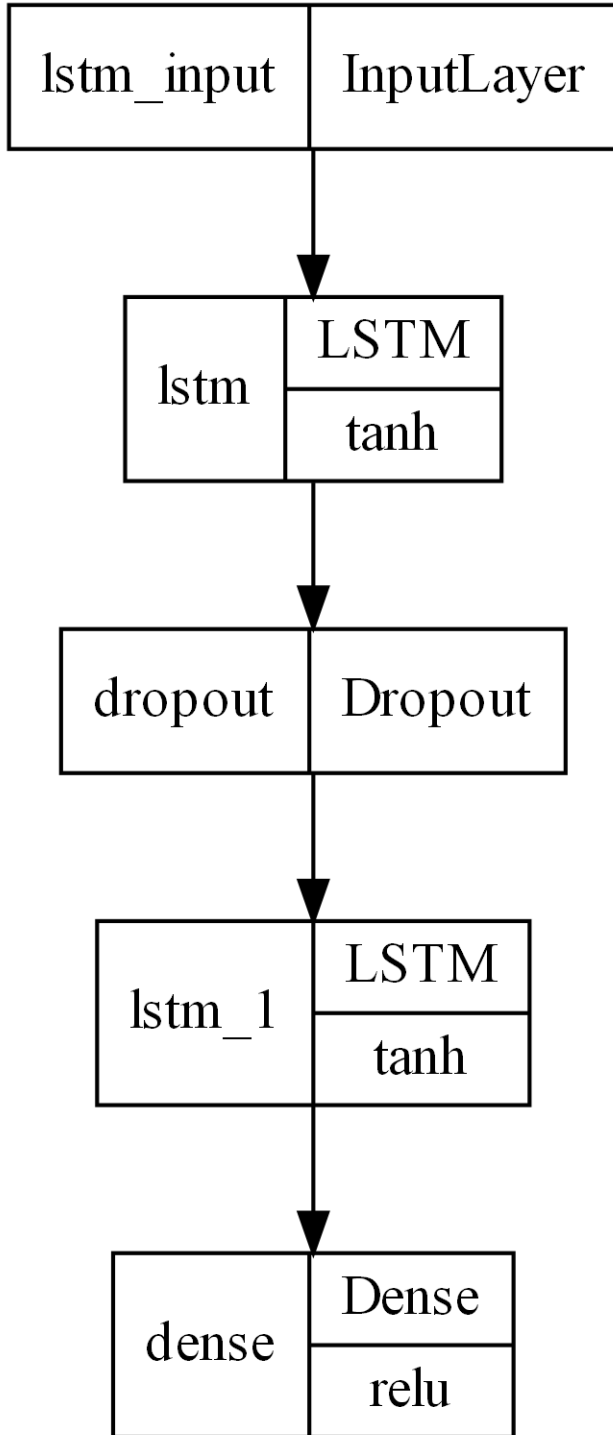 lstm_input InputLayer
lstm LSTM
tanh
dropout Dropout
lstm_1 LSTM
tanh
dense Dense
relu